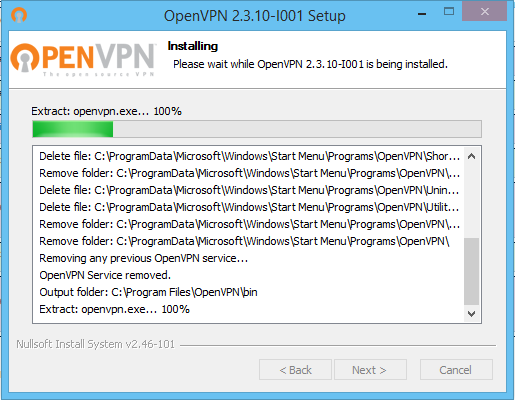 OpenVPN 2.3.10-I001 Setup
OPENVPN
The open source VPN
Installing
Please wait while OpenVPN 2.3.10-I001 is being installed.
Extract: openvpn.exe... 100%
Delete file: C:\ProgramData\Microsoft\Windows\Start Menu\Programs\OpenVPN\Shor...
Remove folder: C:\ProgramData\Microsoft\Windows\Start Menu\Programs\OpenVPN\...
Delete file: C:\ProgramData\Microsoft\Windows\Start Menu\Programs\OpenVPN\Unin...
Delete file: C:\ProgramData\Microsoft\Windows\Start Menu\Programs\OpenVPN\Utilit...
Remove folder: C:\ProgramData\Microsoft\Windows\Start Menu\Programs\OpenVPN\...
Remove folder: C:\ProgramData\Microsoft\Windows\Start Menu\Programs\OpenVPN\
Removing any previous OpenVPN service...
OpenVPN Service removed.
Output folder: C:\Program Files\OpenVPN\bin
Extract: openvpn.exe... 100%
Nullsoft Install System v2.46-101
< Back Next > Cancel